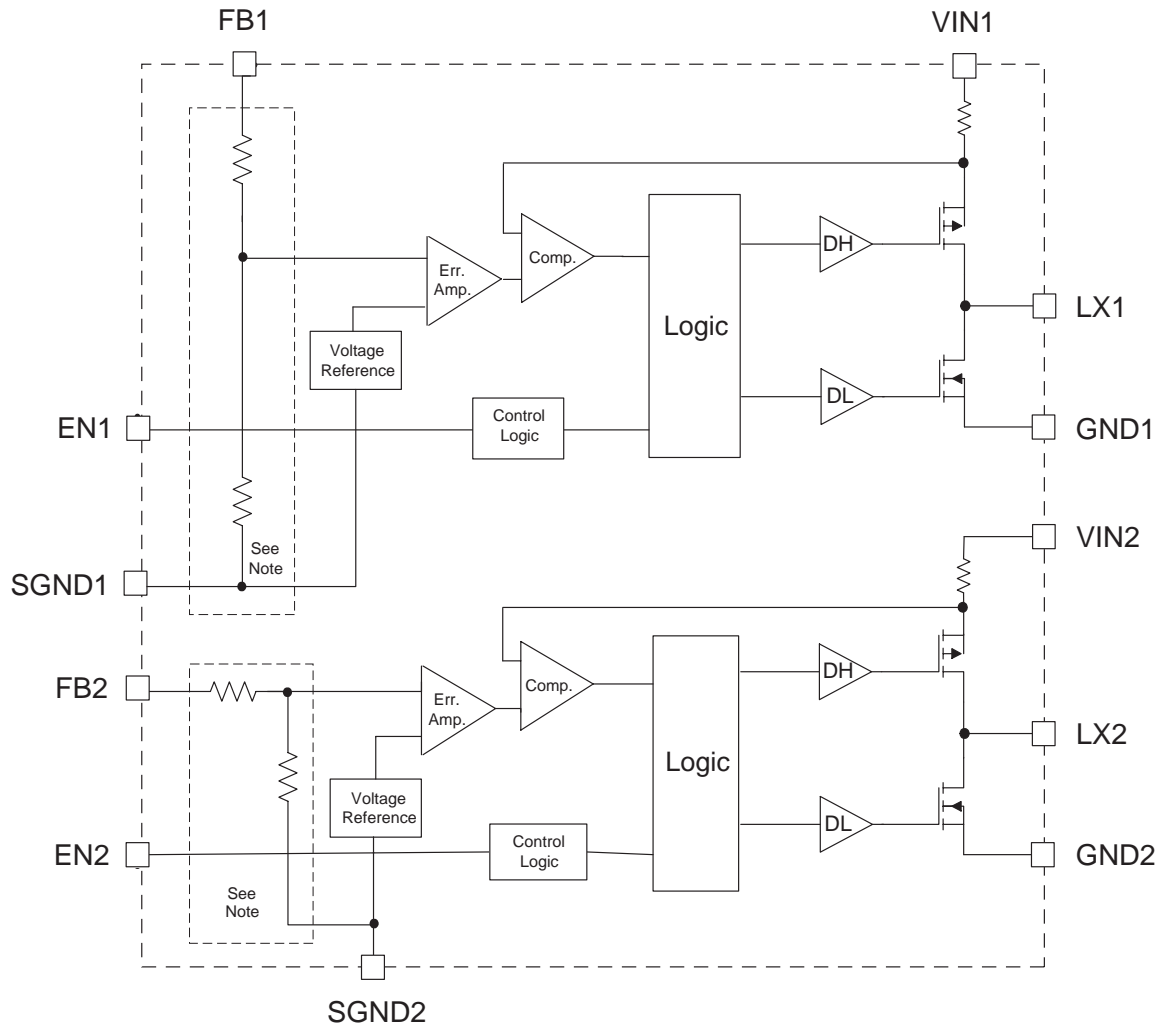 FB1
VIN1
DH
Comp.
Err.
Amp.
LX1
Logic
Voltage
Reference
DL
EN1
Control
Logic
GND1
VIN2
See
Note
SGND1
DH
FB2
Comp.
Err.
Amp.
LX2
Logic
Voltage
Reference
DL
EN2
Control
Logic
GND2
See
Note
SGND2